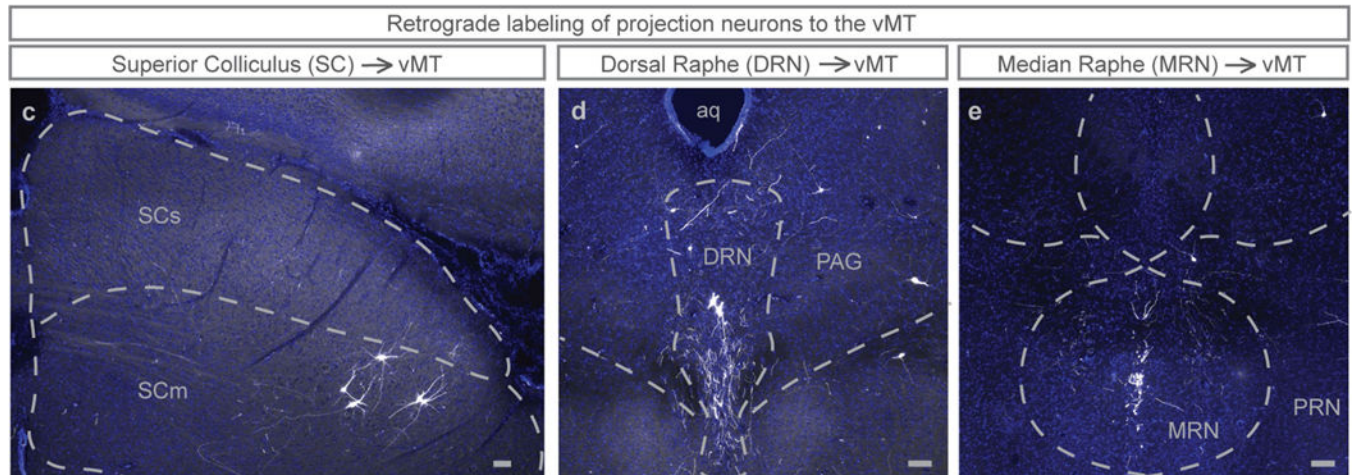 Retrograde labeling of projection neurons to the vMT
Superior Colliculus (SC) → vMT
Dorsal Raphe (DRN) → vMT
Median Raphe (MRN) → vMT
c
SCs
SCm
d
aq
DRN
PAG
e
MRN
PRN